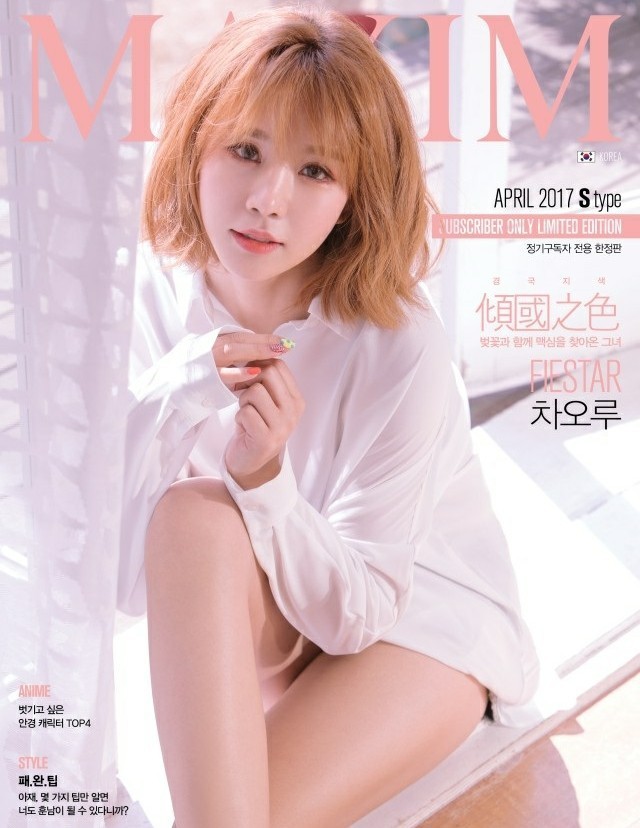 MAXIM
KOREA
APRIL 2017 S type
SUBSCRIBER ONLY LIMITED EDITION
정기구독자 전용 한정판
경국지색
傾國之色
벚꽃과 함께 맥심을 찾아온 그녀
FIESTAR
차오루
ANIME
벗기고 싶은
안경 캐릭터 TOP4
STYLE
패.완.팁
아재, 몇 가지 팁만 알면
너도 훈남이 될 수 있다니까?